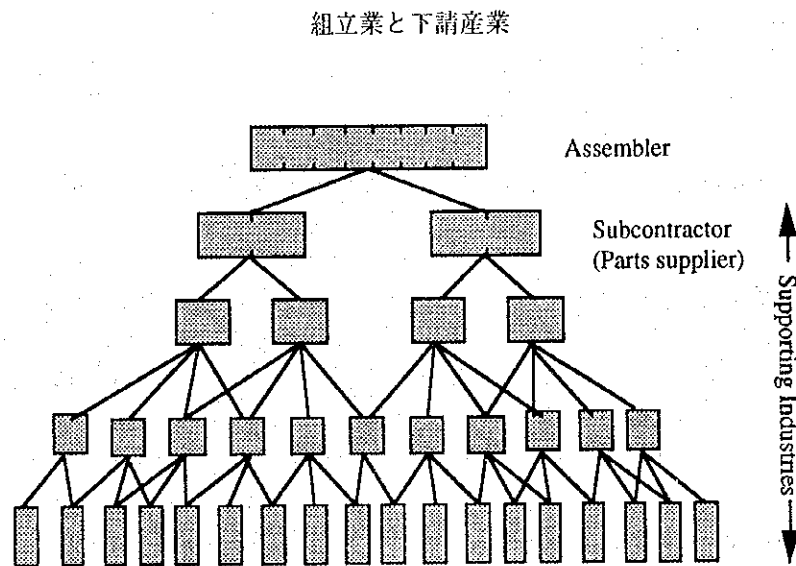 組立業と下請産業
Assembler
Subcontractor
(Parts supplier)
Supporting Industries